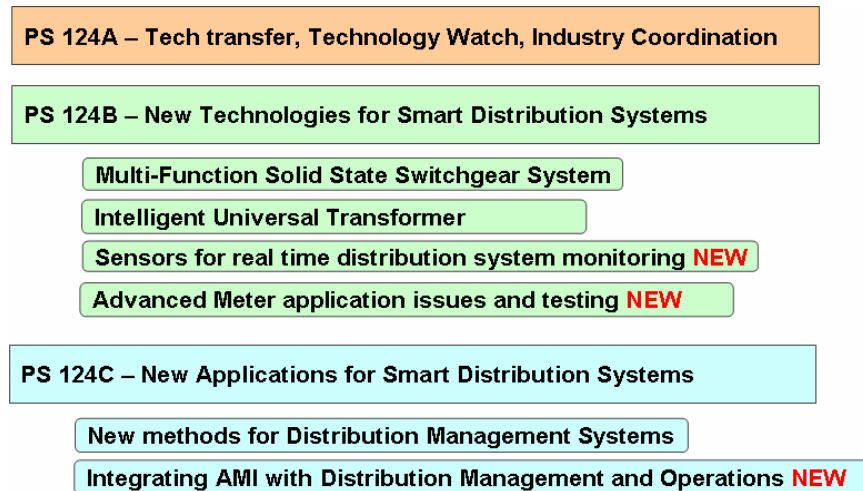 PS 124A – Tech transfer, Technology Watch, Industry Coordination
PS 124B – New Technologies for Smart Distribution Systems
Multi-Function Solid State Switchgear System
Intelligent Universal Transformer
Sensors for real time distribution system monitoring NEW
Advanced Meter application issues and testing NEW
PS 124C – New Applications for Smart Distribution Systems
New methods for Distribution Management Systems
Integrating AMI with Distribution Management and Operations NEW